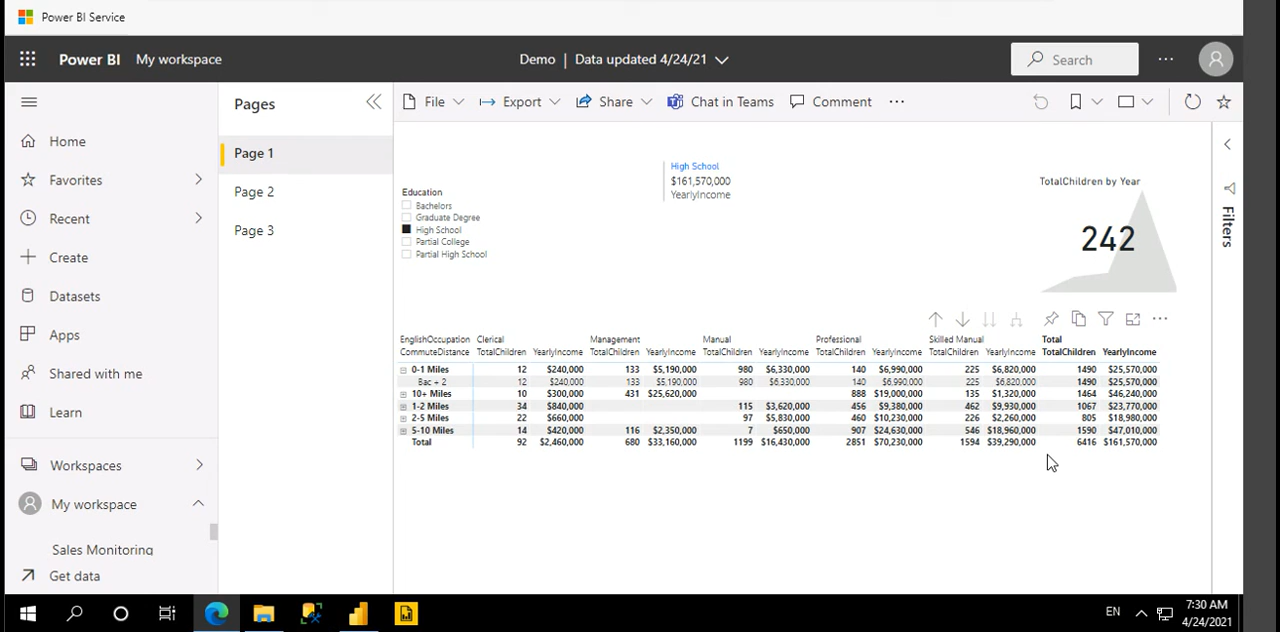 Power BI Service
Power BI My workspace Demo | Data updated 4/24/21 Search
Pages File Export Share Chat in Teams Comment
Home
Favorites
Recent
Create
Datasets
Apps
Shared with me
Learn
Workspaces
My workspace
Sales Monitoring
Get data
Page 1
Page 2
Page 3
Education
Bachelors
Graduate Degree
High School
Partial College
Partial High School
High School
$161,570,000
YearlyIncome
TotalChildren by Year
242
Filters
EnglishOccupation Clerical Management Manual Professional Skilled Manual Total
CommuteDistance TotalChildren YearlyIncome TotalChildren YearlyIncome TotalChildren YearlyIncome TotalChildren YearlyIncome TotalChildren YearlyIncome TotalChildren YearlyIncome
0-1 Miles 12 $240,000 133 $5,190,000 980 $6,330,000 140 $6,990,000 225 $6,820,000 1490 $25,570,000
Bac + 2 12 $240,000 133 $5,190,000 980 $6,330,000 140 $6,990,000 225 $6,820,000 1490 $25,570,000
10+ Miles 10 $300,000 431 $25,620,000 888 $19,000,000 135 $1,320,000 1464 $46,240,000
1-2 Miles 34 $840,000 115 $3,620,000 456 $9,380,000 462 $9,930,000 1067 $23,770,000
2-5 Miles 22 $660,000 97 $5,830,000 460 $10,230,000 226 $2,260,000 805 $18,980,000
5-10 Miles 14 $420,000 116 $2,350,000 7 $650,000 907 $24,630,000 546 $18,960,000 1590 $47,010,000
Total 92 $2,460,000 680 $33,160,000 1199 $16,430,000 2851 $70,230,000 1594 $39,290,000 6416 $161,570,000
EN 7:30 AM
4/24/2021